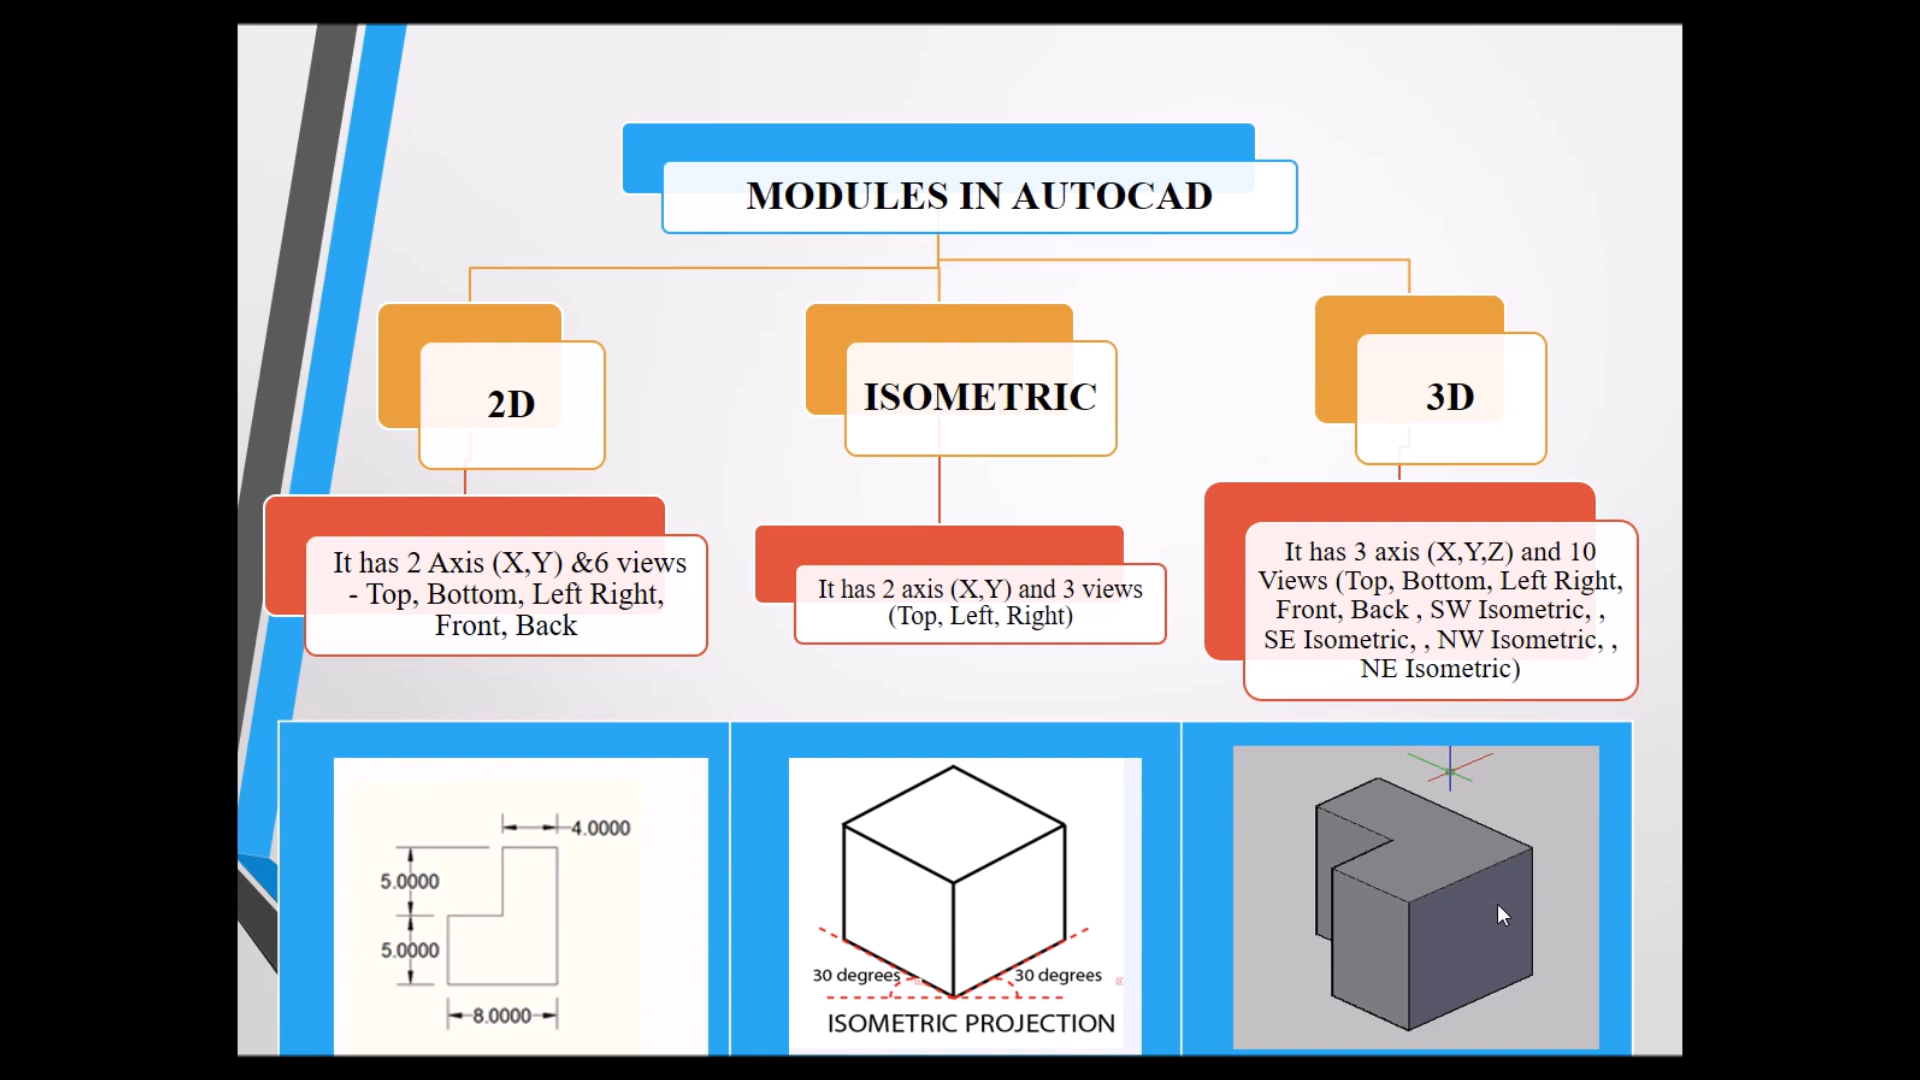 MODULES IN AUTOCAD
2D
ISOMETRIC
3D
It has 2 Axis (X,Y) &6 views
- Top, Bottom, Left Right,
Front, Back
It has 2 axis (X,Y) and 3 views
(Top, Left, Right)
It has 3 axis (X,Y,Z) and 10
Views (Top, Bottom, Left Right,
Front, Back , SW Isometric, ,
SE Isometric, , NW Isometric, ,
NE Isometric)
4.0000
5.0000
5.0000
8.0000
30 degrees
30 degrees
ISOMETRIC PROJECTION